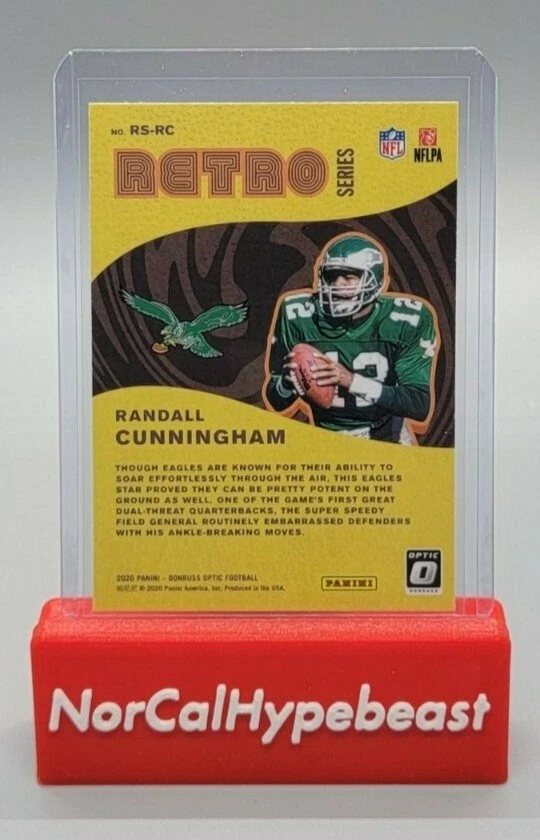 NO. RS-RC
RETRO
SERIES
NFL
NFLPA
12
12
RANDALL
CUNNINGHAM
THOUGH EAGLES ARE KNOWN FOR THEIR ABILITY TO
SOAR EFFORTLESSLY THROUGH THE AIR, THIS EAGLES
STAR PROVED THEY CAN BE PRETTY POTENT ON THE
GROUND AS WELL. ONE OF THE GAME'S FIRST GREAT
DUAL-THREAT QUARTERBACKS, THE SUPER SPEEDY
FIELD GENERAL ROUTINELY EMBARRASSED DEFENDERS
WITH HIS ANKLE-BREAKING MOVES.
2020 PANINI - DONRUSS OPTIC FOOTBALL
© 2020 Panini America, Inc. Produced in the USA.
PANINI
OPTIC
O
DONRUSS
NorCalHypebeast